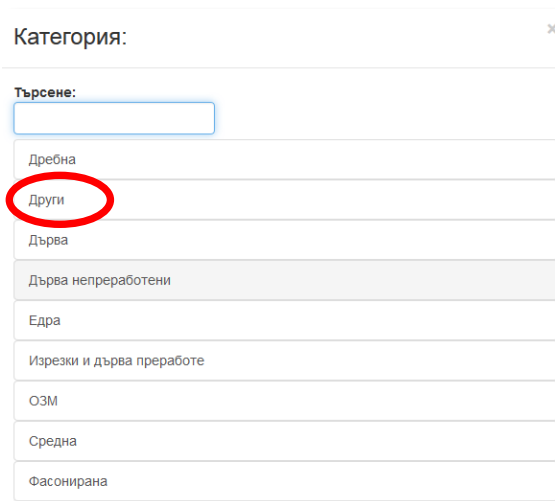 Категория:
×
Търсене:
Дребна
Други
Дърва
Дърва непреработени
Едра
Изрезки и дърва преработе
ОЗМ
Средна
Фасонирана